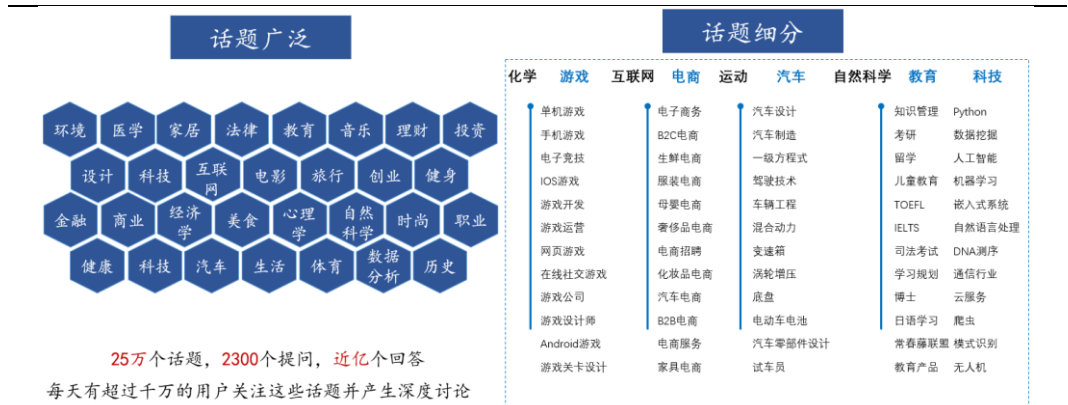 话题广泛
环境 医学 家居 法律 教育 音乐 理财 投资
设计 科技 互联网 电影 旅行 创业 健身
金融 商业 经济学 美食 心理学 自然科学 时尚 职业
健康 科技 汽车 生活 体育 数据分析 历史
25万个话题，2300个提问，近亿个回答
每天有超过千万的用户关注这些话题并产生深度讨论
话题细分
化学 游戏 互联网 电商 运动 汽车 自然科学 教育 科技
单机游戏 电子商务 汽车设计 知识管理 Python
手机游戏 B2C电商 汽车制造 考研 数据挖掘
电子竞技 生鲜电商 一级方程式 留学 人工智能
IOS游戏 服装电商 驾驶技术 儿童教育 机器学习
游戏开发 母婴电商 车辆工程 TOEFL 嵌入式系统
游戏运营 奢侈品电商 混合动力 IELTS 自然语言处理
网页游戏 电商招聘 变速箱 司法考试 DNA测序
在线社交游戏 化妆品电商 涡轮增压 学习规划 通信行业
游戏公司 汽车电商 底盘 博士 云服务
游戏设计师 B2B电商 电动车电池 日语学习 爬虫
Android游戏 电商服务 汽车零部件设计 常春藤联盟 模式识别
游戏关卡设计 家具电商 试车员 教育产品 无人机